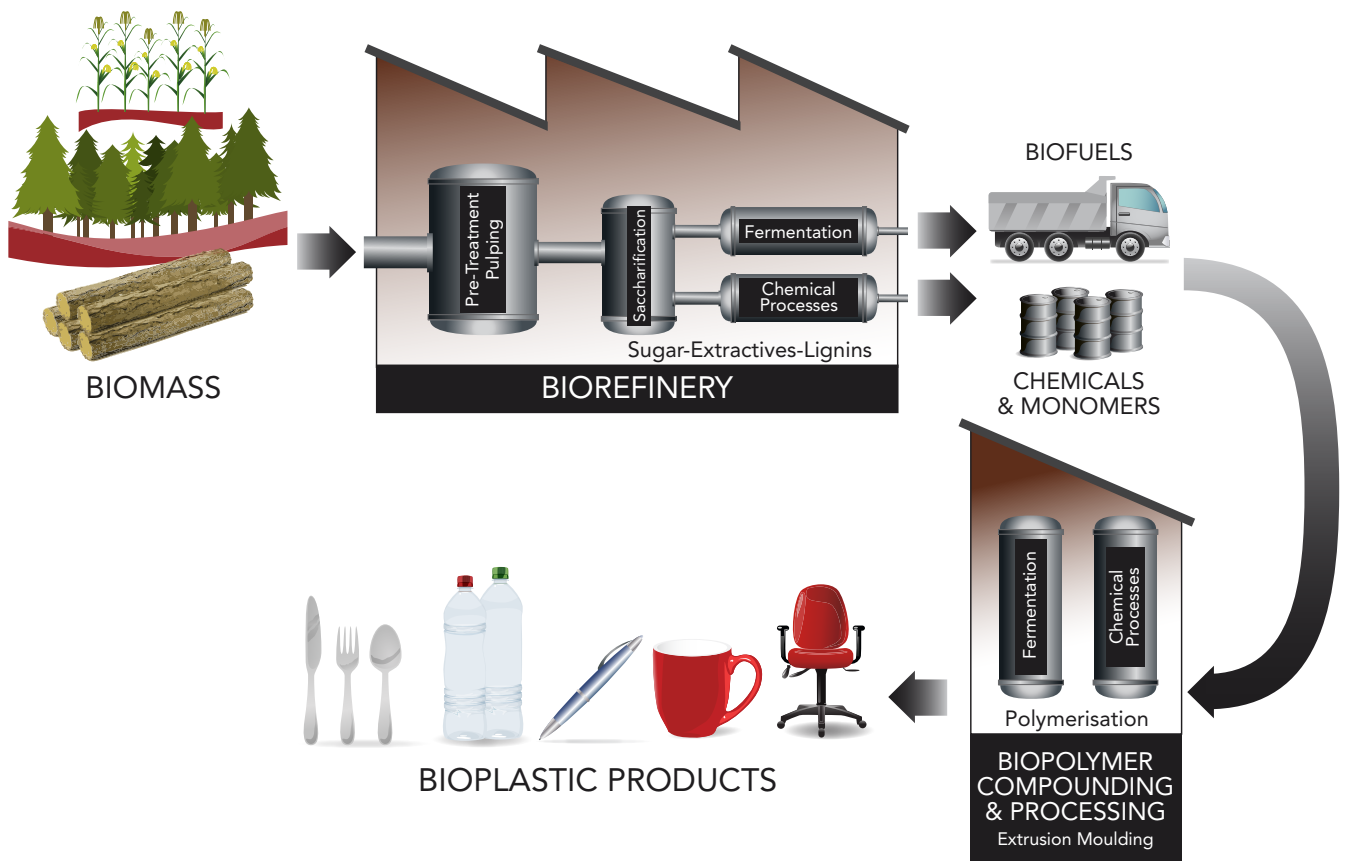 BIOMASS
Pre-Treatment
Pulping
Saccharification
Fermentation
Chemical
Processes
Sugar-Extractives-Lignins
BIOREFINERY
BIOFUELS
CHEMICALS
& MONOMERS
Fermentation
Chemical
Processes
Polymerisation
BIOPOLYMER
COMPOUNDING
& PROCESSING
Extrusion Moulding
BIOPLASTIC PRODUCTS